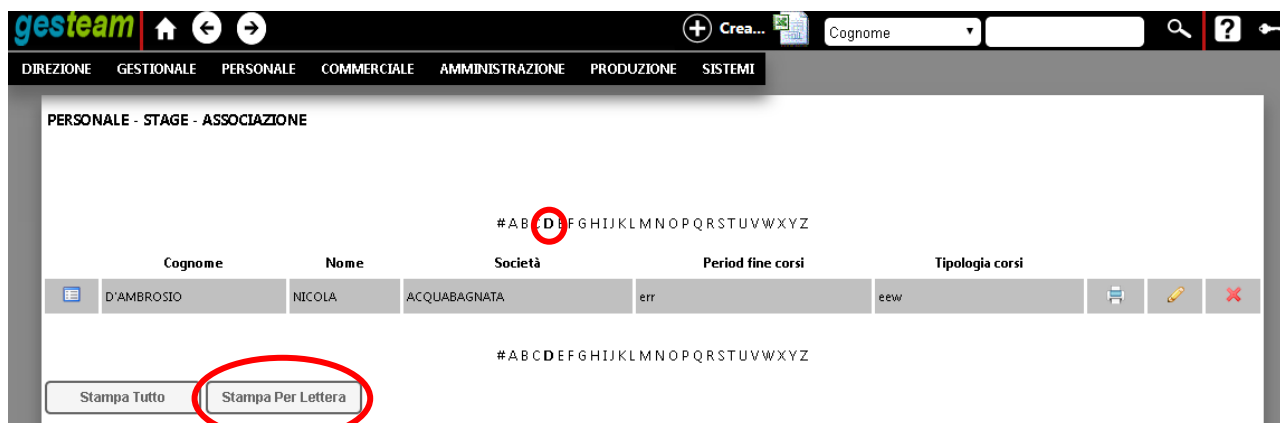 gesteam Crea... Cognome ?
DIREZIONE GESTIONALE PERSONALE COMMERCIALE AMMINISTRAZIONE PRODUZIONE SISTEMI
PERSONALE - STAGE - ASSOCIAZIONE
# A B C D E F G H I J K L M N O P Q R S T U V W X Y Z
Cognome Nome Società Period fine corsi Tipologia corsi
D'AMBROSIO NICOLA ACQUABAGNATA err eew
# A B C D E F G H I J K L M N O P Q R S T U V W X Y Z
Stampa Tutto Stampa Per Lettera